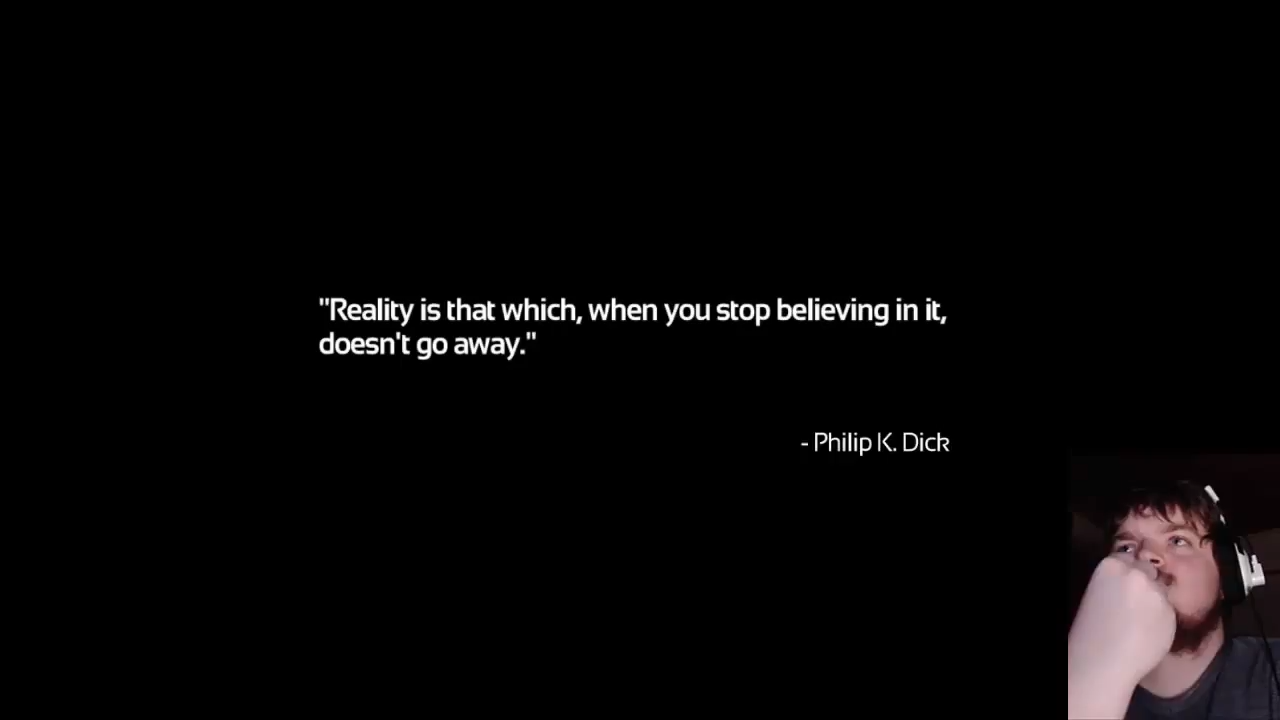 "Reality is that which, when you stop believing in it,
doesn't go away."
- Philip K. Dick